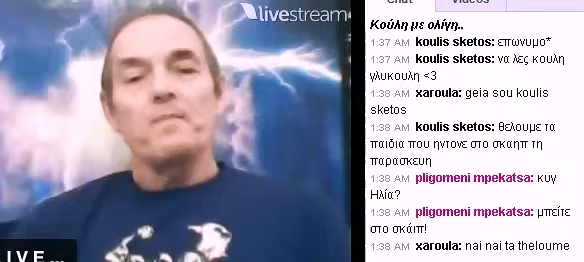 livestream
LIVE ...
Chat
Videos
Κούλη με ολίγη..
1:37 AM koulis sketos: επωνυμο*
1:37 AM koulis sketos: να λες κουλη
γλυκουλη <3
1:38 AM xaroula: geia sou koulis
sketos
1:38 AM koulis sketos: θελουμε τα
παιδια που ηντονε στο σκαηπ τη
παρασκευη
1:38 AM pligomeni mpekatsa: κυγ
Ηλία?
1:38 AM pligomeni mpekatsa: μπείτε
στο σκάιπ!
1:38 AM xaroula: nai nai ta theloume